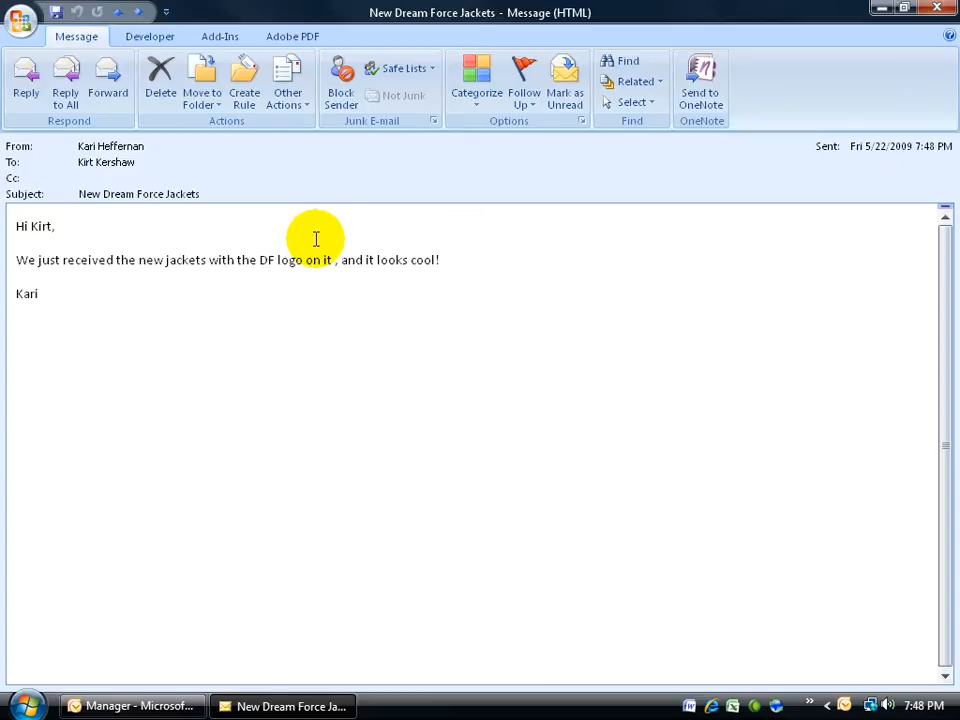 New Dream Force Jackets - Message (HTML)
Message Developer Add-Ins Adobe PDF
Reply
Reply to All
Forward
Respond
Delete
Move to Folder
Create Rule
Other Actions
Actions
Block Sender
Safe Lists
Not Junk
Junk E-mail
Categorize
Follow Up
Mark as Unread
Options
Find
Related
Select
Find
Send to OneNote
OneNote
From: Kari Heffernan
Sent: Fri 5/22/2009 7:48 PM
To: Kirt Kershaw
Cc:
Subject: New Dream Force Jackets
Hi Kirt,
We just received the new jackets with the DF logo on it , and it looks cool!
Kari
Manager - Microsof...
New Dream Force Ja...
7:48 PM